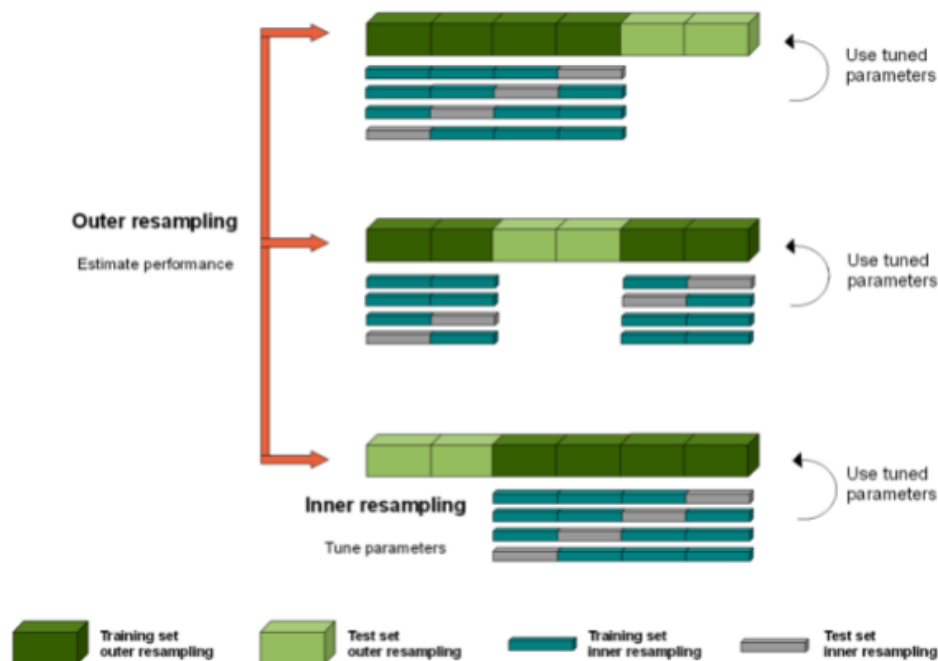 Use tuned
parameters
Outer resampling
Estimate performance
Use tuned
parameters
Inner resampling
Tune parameters
Use tuned
parameters
Training set
outer resampling
Test set
outer resampling
Training set
inner resampling
Test set
inner resampling